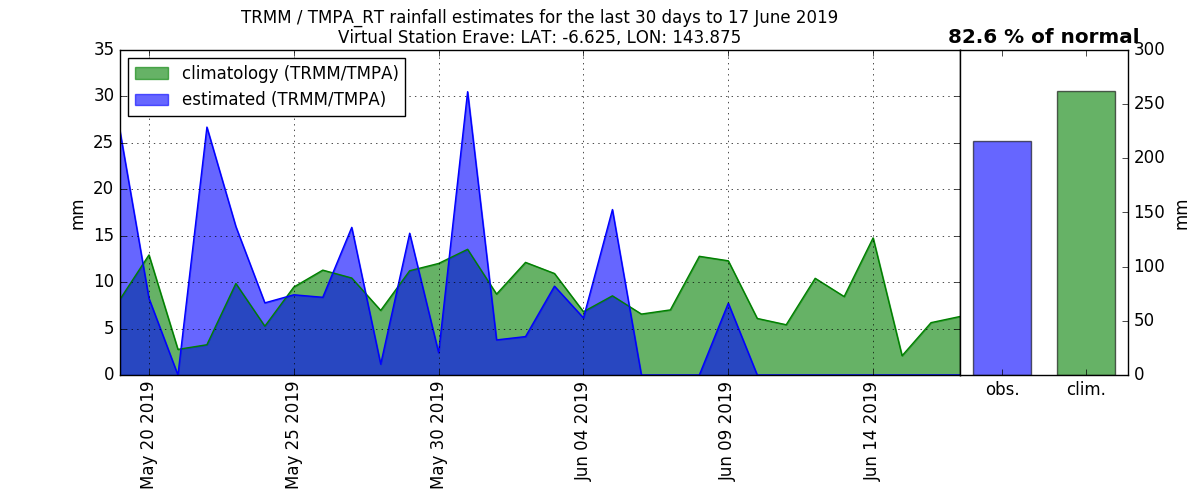 TRMM / TMPA_RT rainfall estimates for the last 30 days to 17 June 2019
Virtual Station Erave: LAT: -6.625, LON: 143.875
82.6 % of normal
climatology (TRMM/TMPA)
estimated (TRMM/TMPA)
mm
35
30
25
20
15
10
5
0
May 20 2019
May 25 2019
May 30 2019
Jun 04 2019
Jun 09 2019
Jun 14 2019
300
250
200
150
100
50
0
mm
obs.
clim.